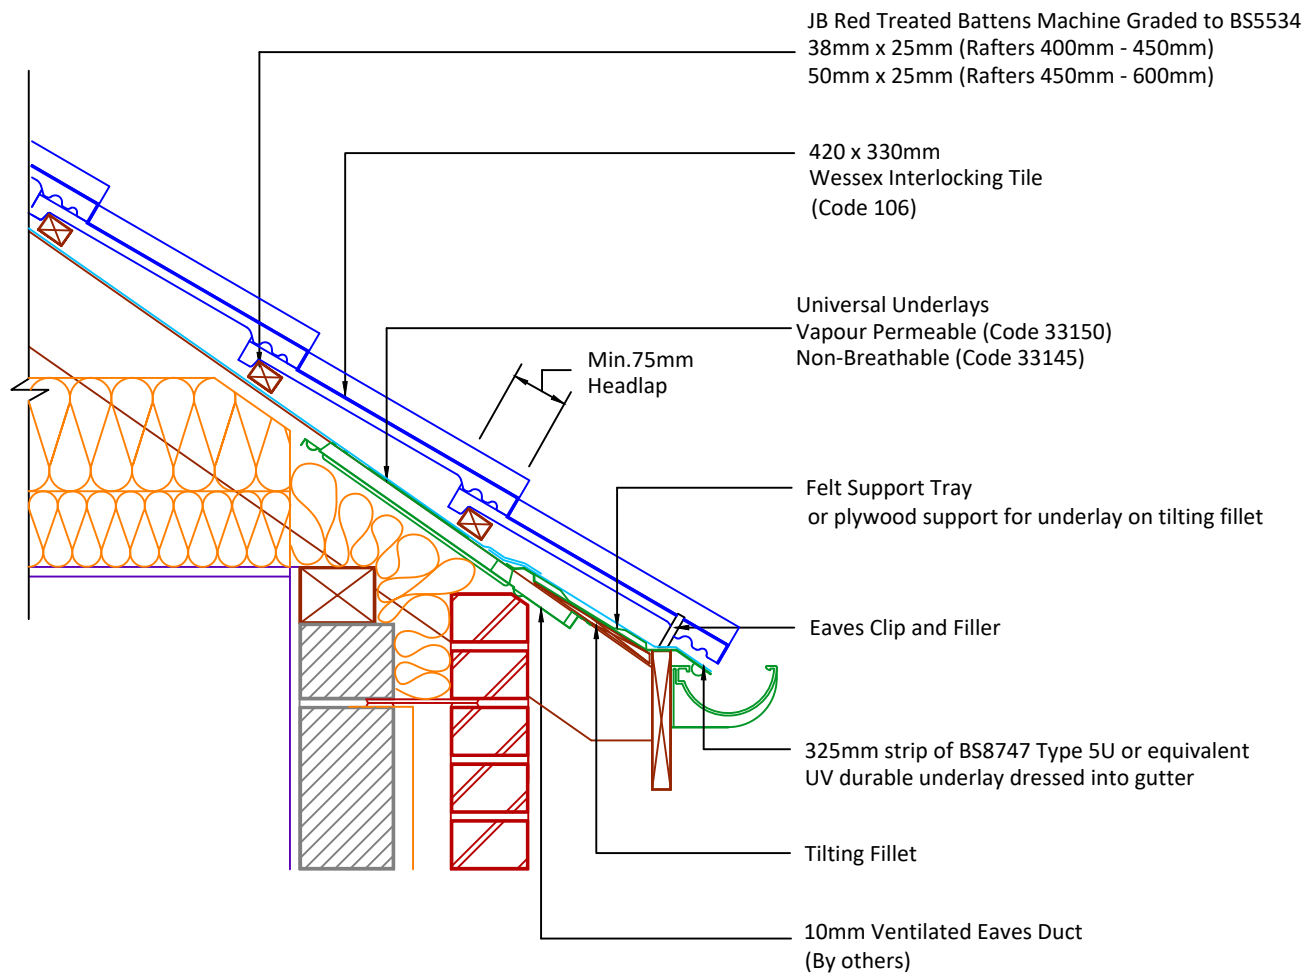 JB Red Treated Battens Machine Graded to BS5534
38mm x 25mm (Rafters 400mm - 450mm)
50mm x 25mm (Rafters 450mm - 600mm)
420 x 330mm
Wessex Interlocking Tile
(Code 106)
Universal Underlays
Vapour Permeable (Code 33150)
Non-Breathable (Code 33145)
Min.75mm
Headlap
Felt Support Tray
or plywood support for underlay on tilting fillet
Eaves Clip and Filler
325mm strip of BS8747 Type 5U or equivalent
UV durable underlay dressed into gutter
Tilting Fillet
10mm Ventilated Eaves Duct
(By others)